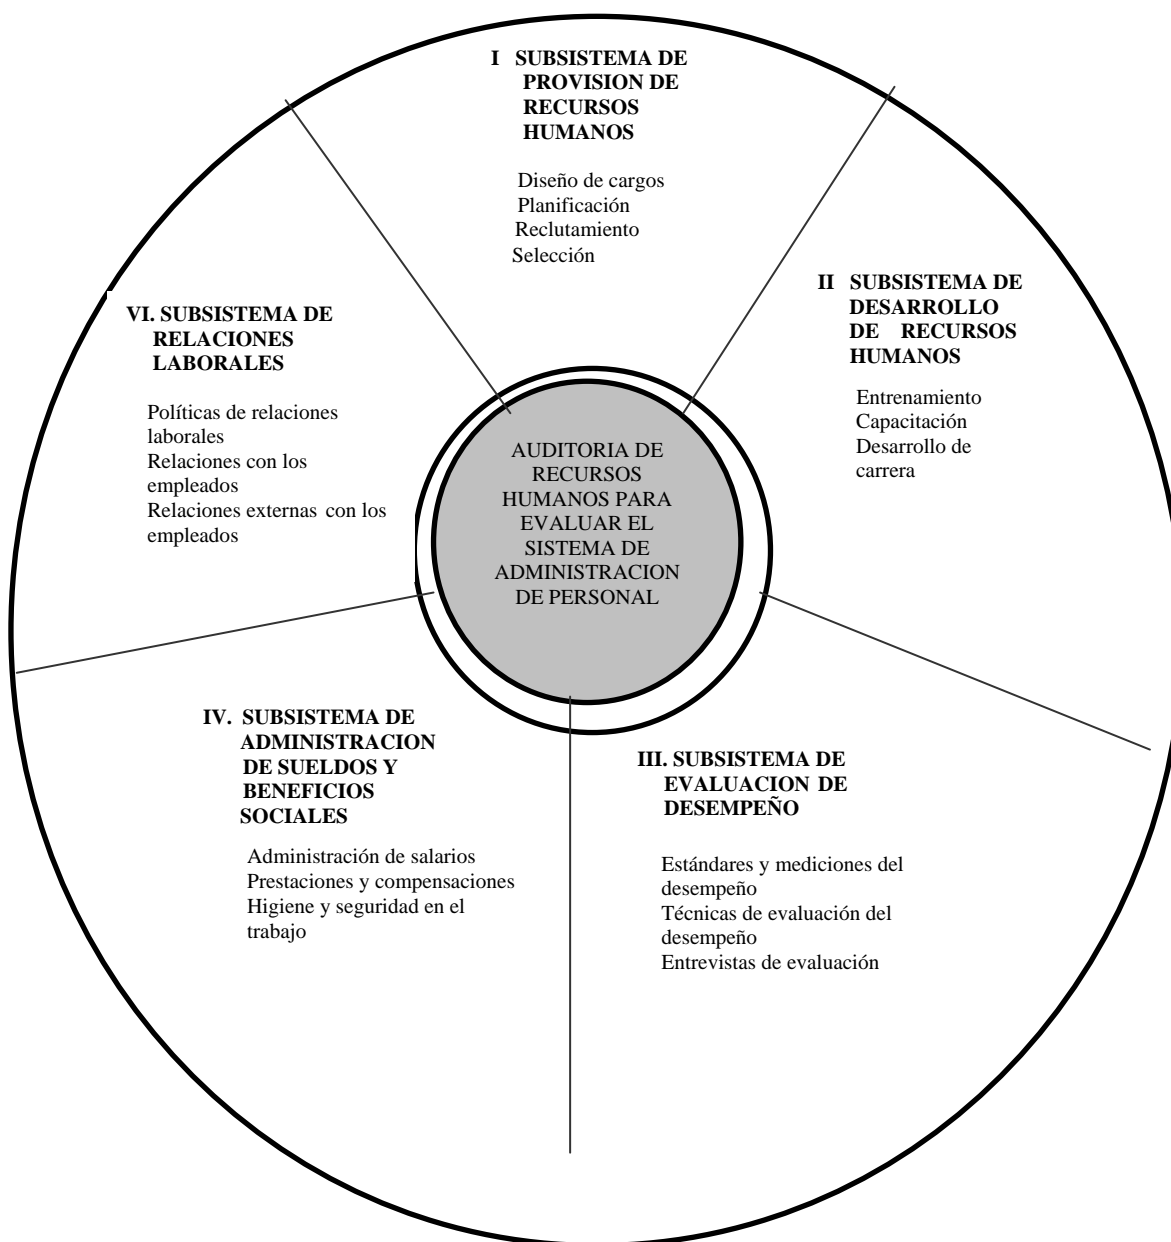 I SUBSISTEMA DE
PROVISION DE
RECURSOS
HUMANOS
Diseño de cargos
Planificación
Reclutamiento
Selección
II SUBSISTEMA DE
DESARROLLO
DE RECURSOS
HUMANOS
Entrenamiento
Capacitación
Desarrollo de
carrera
VI. SUBSISTEMA DE
RELACIONES
LABORALES
Políticas de relaciones
laborales
Relaciones con los
empleados
Relaciones externas con los
empleados
AUDITORIA DE
RECURSOS
HUMANOS PARA
EVALUAR EL
SISTEMA DE
ADMINISTRACION
DE PERSONAL
IV. SUBSISTEMA DE
ADMINISTRACION
DE SUELDOS Y
BENEFICIOS
SOCIALES
Administración de salarios
Prestaciones y compensaciones
Higiene y seguridad en el
trabajo
III. SUBSISTEMA DE
EVALUACION DE
DESEMPEÑO
Estándares y mediciones del
desempeño
Técnicas de evaluación del
desempeño
Entrevistas de evaluación